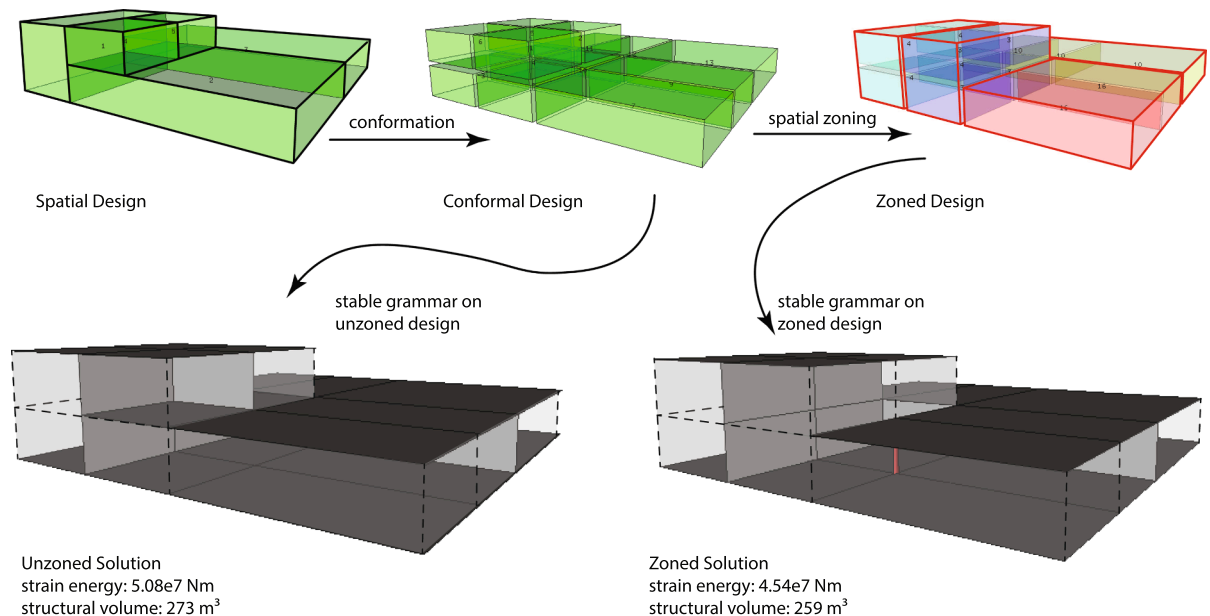 conformation
spatial zoning
Spatial Design
Conformal Design
Zoned Design
stable grammar on
unzoned design
stable grammar on
zoned design
Unzoned Solution
strain energy: 5.08e7 Nm
structural volume: 273 m³
Zoned Solution
strain energy: 4.54e7 Nm
structural volume: 259 m³